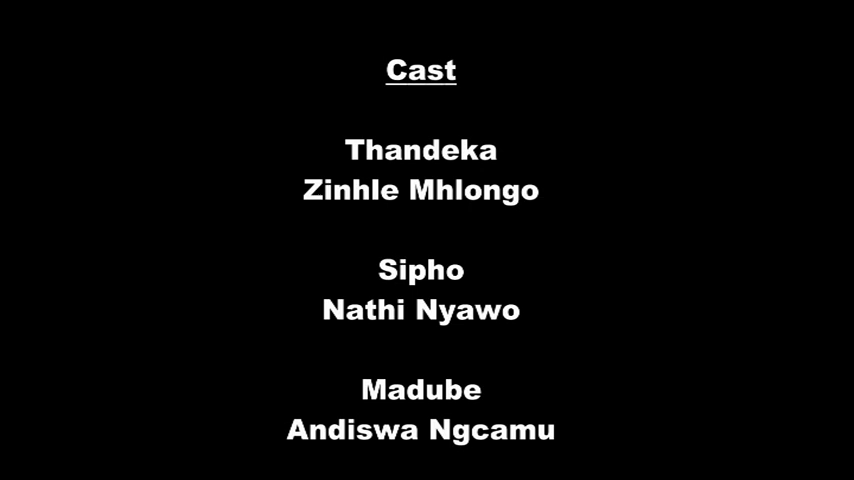 Cast
Thandeka
Zinhle Mhlongo
Sipho
Nathi Nyawo
Madube
Andiswa Ngcamu